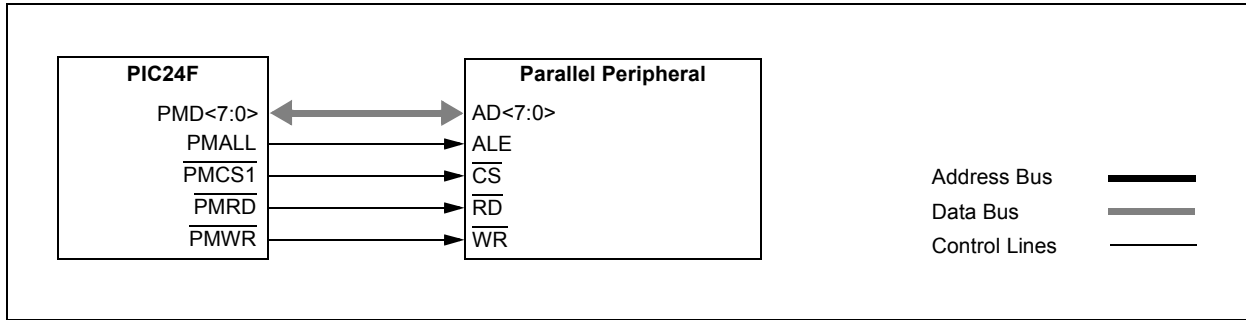 PIC24F
PMD<7:0>
PMALL
PMCS1
PMRD
PMWR
Parallel Peripheral
AD<7:0>
ALE
CS
RD
WR
Address Bus
Data Bus
Control Lines